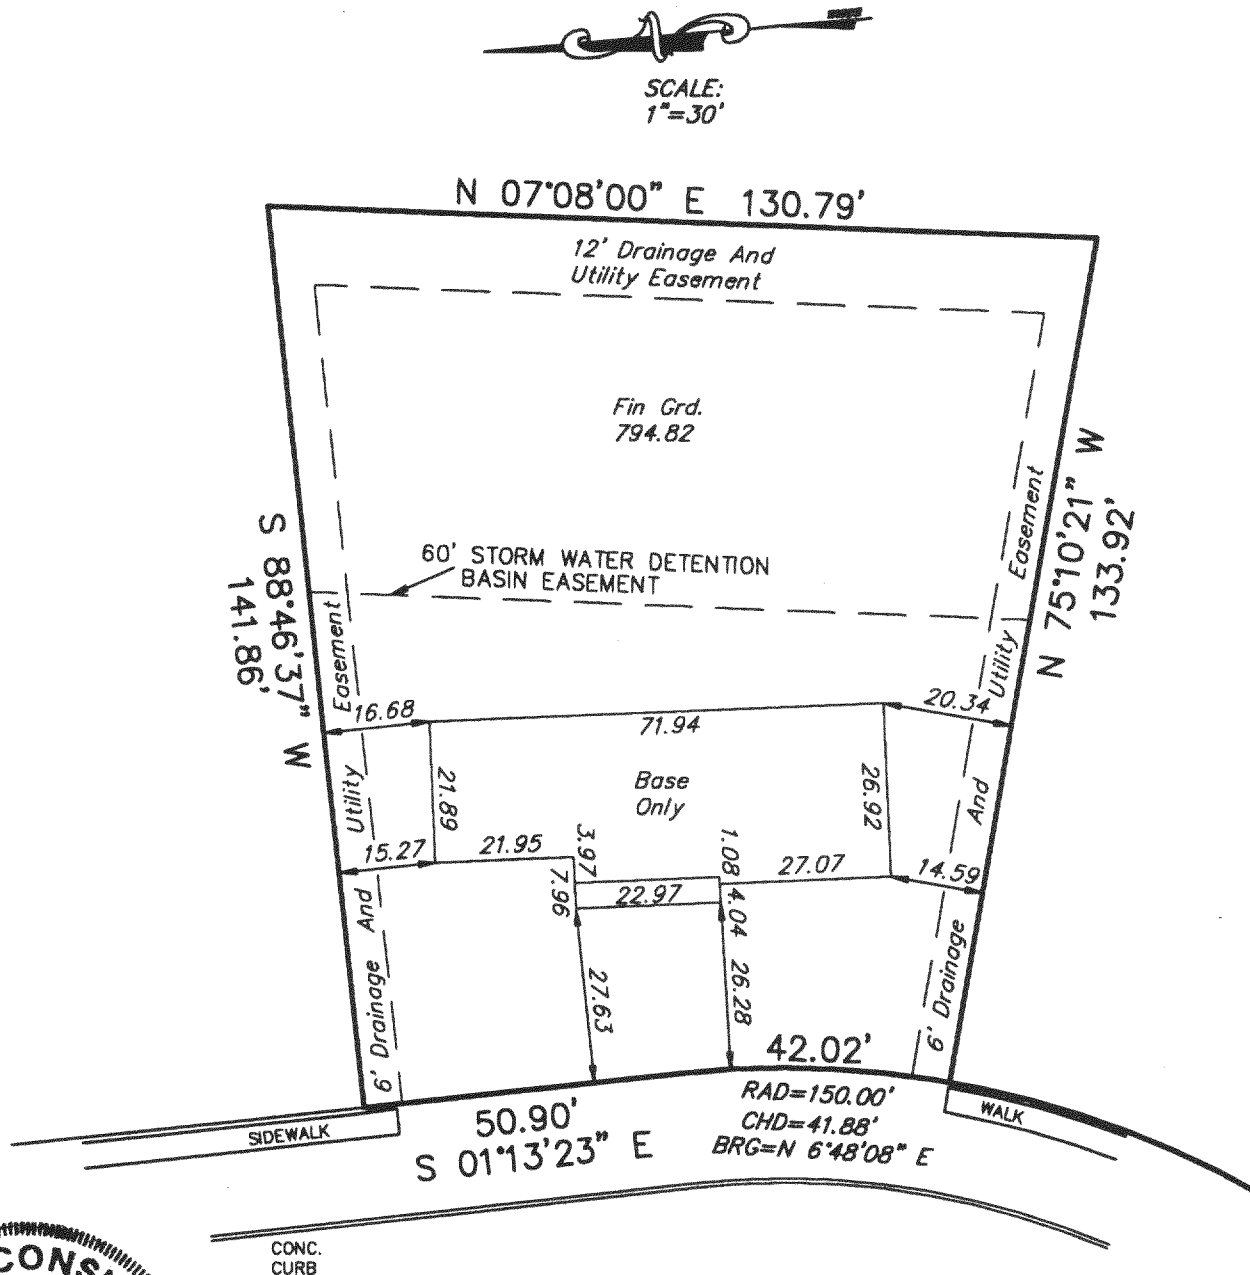 SCALE:
1"=30'
N 07°08'00" E 130.79'
12' Drainage And
Utility Easement
Fin Grd.
794.82
60' STORM WATER DETENTION
BASIN EASEMENT
S 88°46'37" W
141.86'
N 75°10'21" W
133.92'
6' Drainage And Utility Easement
6' Drainage And Utility Easement
16.68
71.94
20.34
21.89
Base
Only
26.92
15.27
21.95
3.97
7.96
22.97
1.08
4.04
27.07
14.59
27.63
26.28
42.02'
RAD=150.00'
CHD=41.88'
BRG=N 6°48'08" E
50.90'
S 01°13'23" E
SIDEWALK
WALK
CONC.
CURB